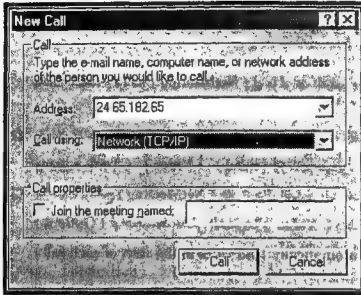 New Call
Call
Type the e-mail name, computer name, or network address
of the person you would like to call.
Address: 24 65.182.65
Call using: Network (TCP/IP)
Call properties
Join the meeting named:
Call Cancel